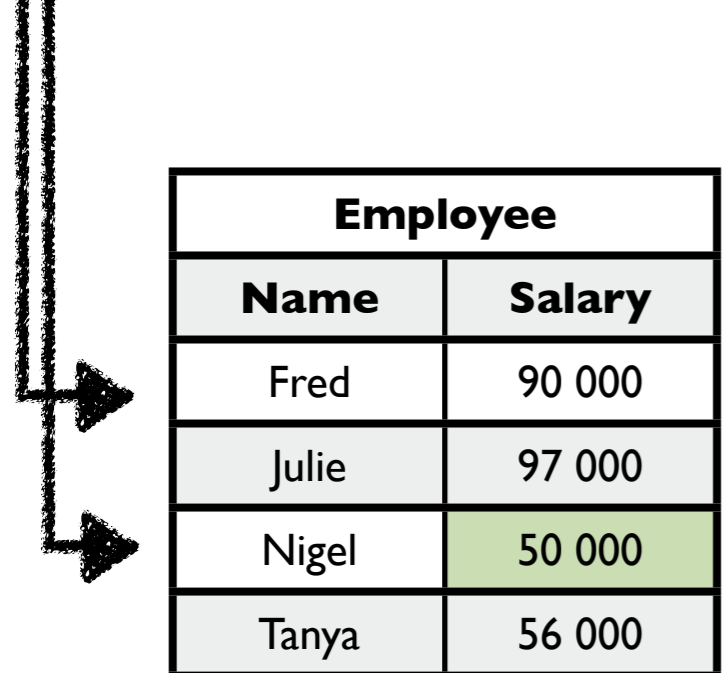 Employee
Name Salary
Fred 90 000
Julie 97 000
Nigel 50 000
Tanya 56 000